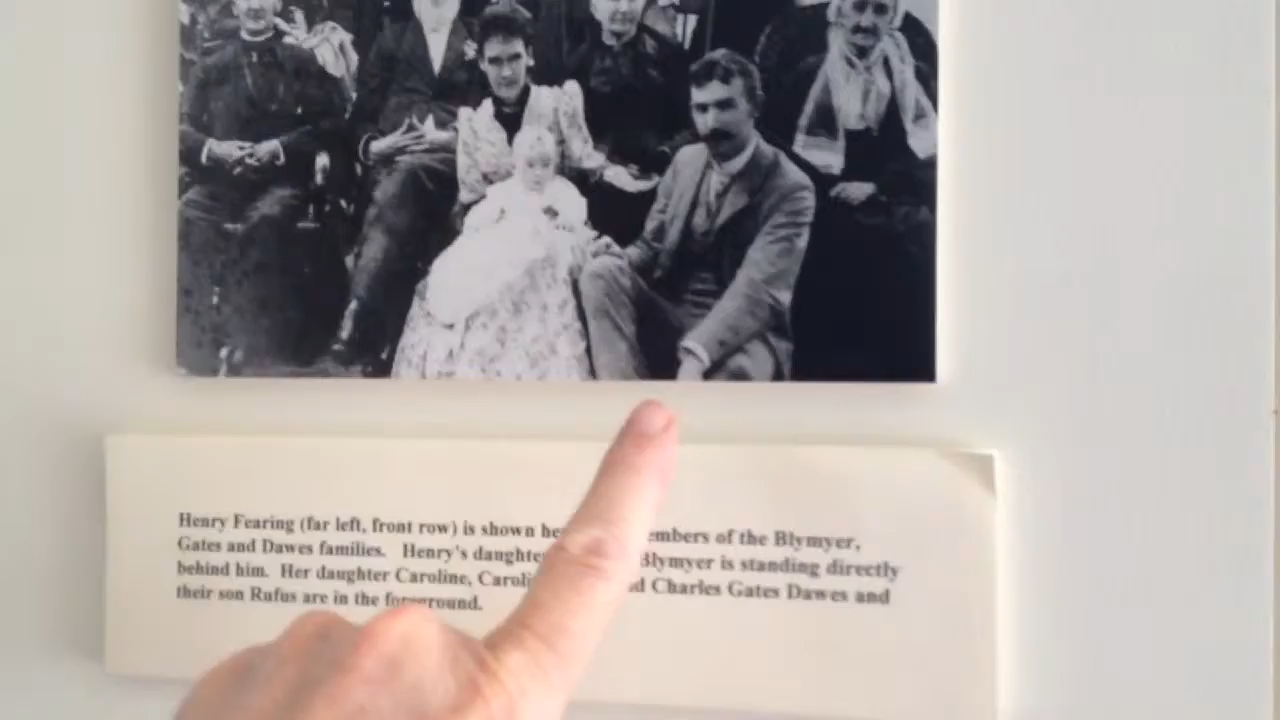 Henry Fearing (far left, front row) is shown he embers of the Blymyer,
Gates and Dawes families. Henry's daughte Blymyer is standing directly
behind him. Her daughter Caroline, Caroli d Charles Gates Dawes and
their son Rufus are in the foreground.